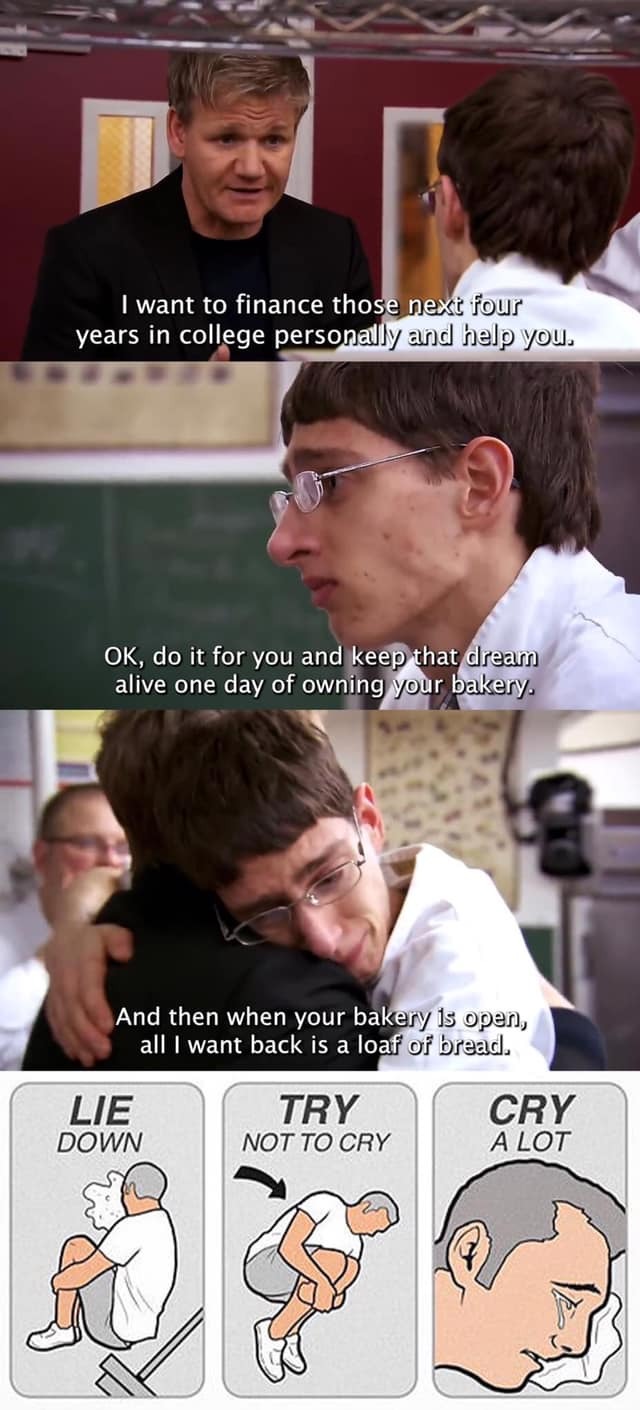 I want to finance those next four
years in college personally and help you.
OK, do it for you and keep that dream
alive one day of owning your bakery.
And then when your bakery is open,
all I want back is a loaf of bread.
LIE
DOWN
TRY
NOT TO CRY
CRY
A LOT